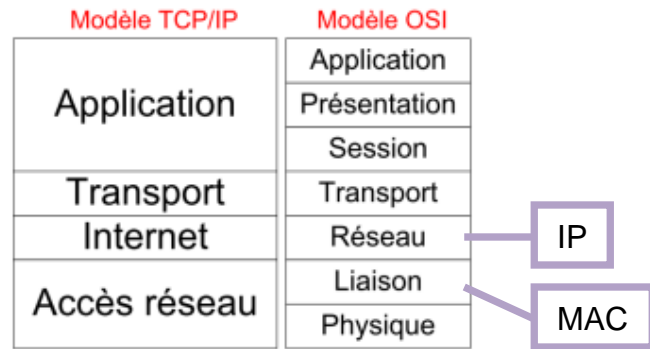 Modèle TCP/IP
Modèle OSI
Application
Application
Présentation
Session
Transport
Transport
Internet
Réseau
IP
Accès réseau
Liaison
MAC
Physique